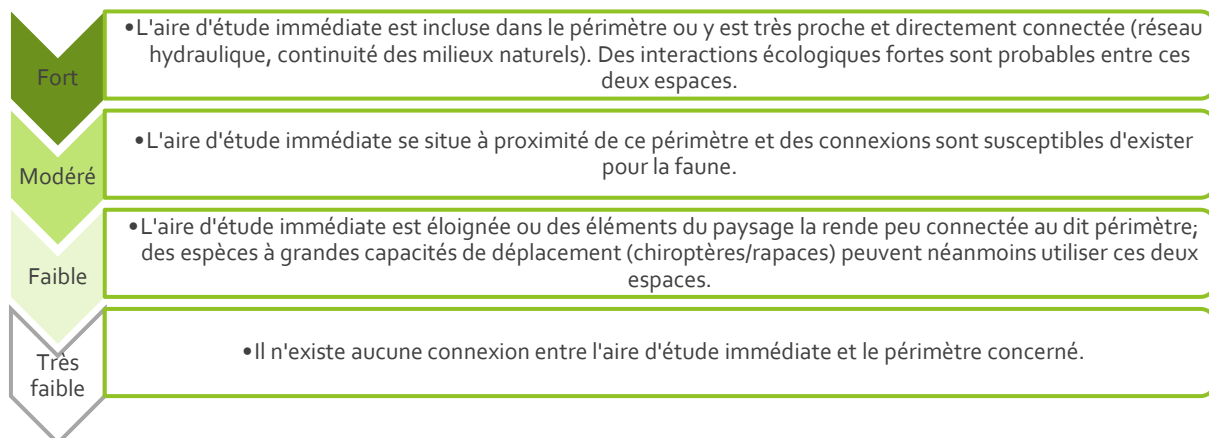 Fort
•L'aire d'étude immédiate est incluse dans le périmètre ou y est très proche et directement connectée (réseau
hydraulique, continuité des milieux naturels). Des interactions écologiques fortes sont probables entre ces
deux espaces.
Modéré
•L'aire d'étude immédiate se situe à proximité de ce périmètre et des connexions sont susceptibles d'exister
pour la faune.
Faible
•L'aire d'étude immédiate est éloignée ou des éléments du paysage la rende peu connectée au dit périmètre;
des espèces à grandes capacités de déplacement (chiroptères/rapaces) peuvent néanmoins utiliser ces deux
espaces.
Très
faible
•Il n'existe aucune connexion entre l'aire d'étude immédiate et le périmètre concerné.